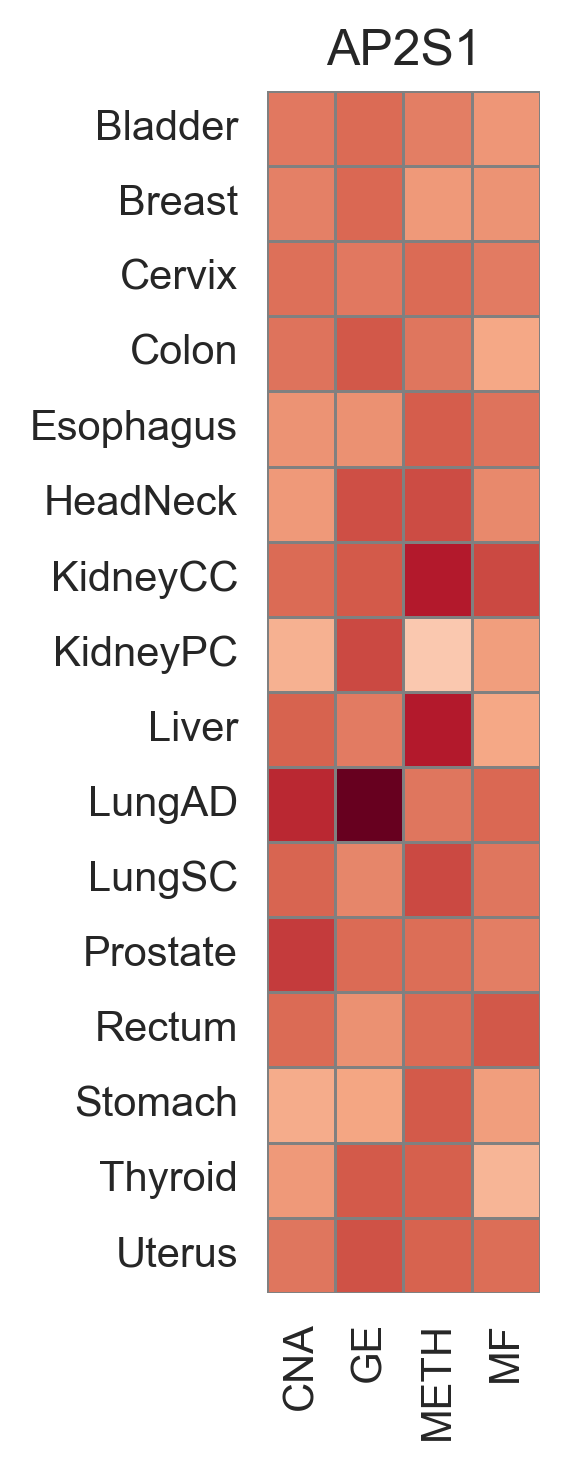 AP2S1
Bladder
Breast
Cervix
Colon
Esophagus
HeadNeck
KidneyCC
KidneyPC
Liver
LungAD
LungSC
Prostate
Rectum
Stomach
Thyroid
Uterus
CNA
GE
METH
MF